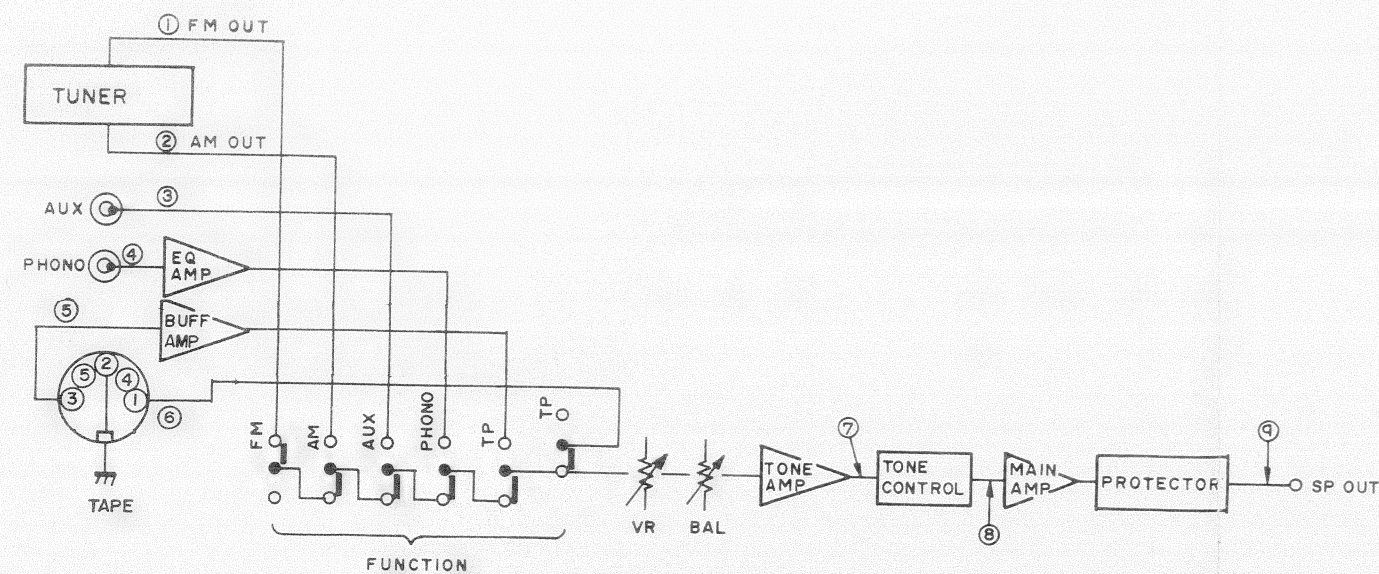 ① FM OUT
TUNER
② AM OUT
③
AUX
④
PHONO
EQ
AMP
⑤
BUFF
AMP
②
⑤ ④
③ ①
⑥
TAPE
FM
AM
AUX
PHONO
TP
TP
VR
BAL
FUNCTION
TONE
AMP
⑦
TONE
CONTROL
⑧
MAIN
AMP
PROTECTOR
⑨
SP OUT